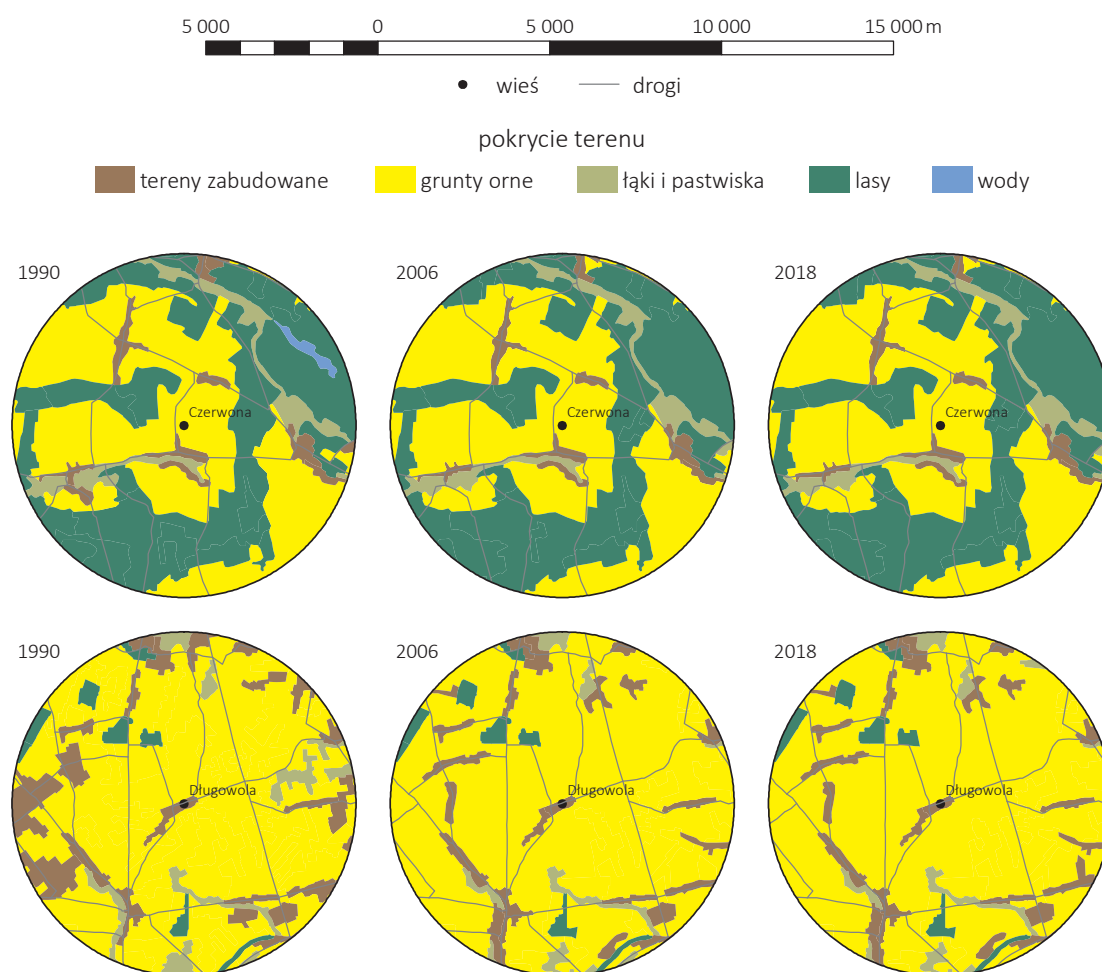 5 000 0 5 000 10 000 15 000 m
wieś drogi
pokrycie terenu
tereny zabudowane grunty orne łąki i pastwiska lasy wody
1990 2006 2018
Czerwona Czerwona Czerwona
1990 2006 2018
Długowola Długowola Długowola